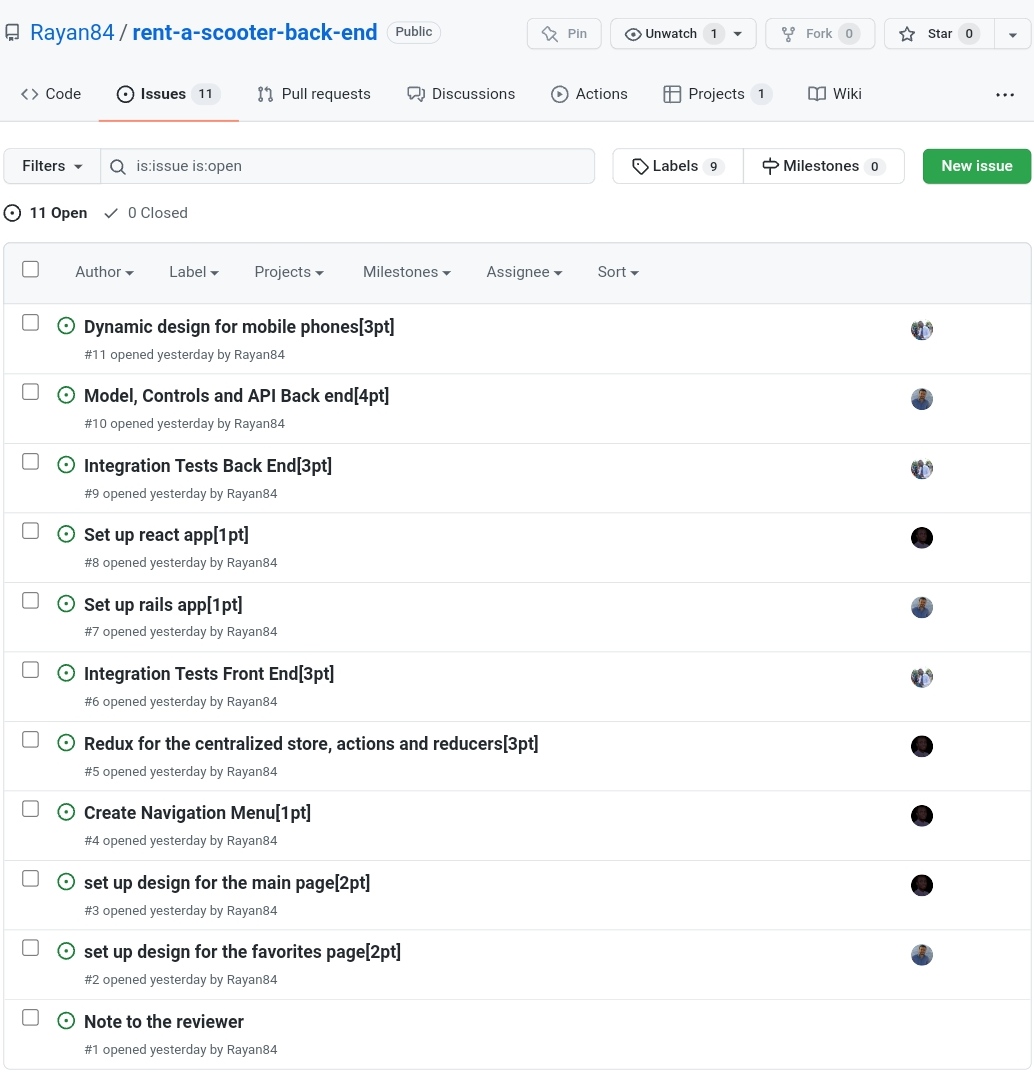 Rayan84 / rent-a-scooter-back-end Public Pin Unwatch 1 Fork 0 Star 0
Code Issues 11 Pull requests Discussions Actions Projects 1 Wiki ...
Filters is:issue is:open Labels 9 Milestones 0 New issue
11 Open 0 Closed
Author Label Projects Milestones Assignee Sort
Dynamic design for mobile phones[3pt]
#11 opened yesterday by Rayan84
Model, Controls and API Back end[4pt]
#10 opened yesterday by Rayan84
Integration Tests Back End[3pt]
#9 opened yesterday by Rayan84
Set up react app[1pt]
#8 opened yesterday by Rayan84
Set up rails app[1pt]
#7 opened yesterday by Rayan84
Integration Tests Front End[3pt]
#6 opened yesterday by Rayan84
Redux for the centralized store, actions and reducers[3pt]
#5 opened yesterday by Rayan84
Create Navigation Menu[1pt]
#4 opened yesterday by Rayan84
set up design for the main page[2pt]
#3 opened yesterday by Rayan84
set up design for the favorites page[2pt]
#2 opened yesterday by Rayan84
Note to the reviewer
#1 opened yesterday by Rayan84